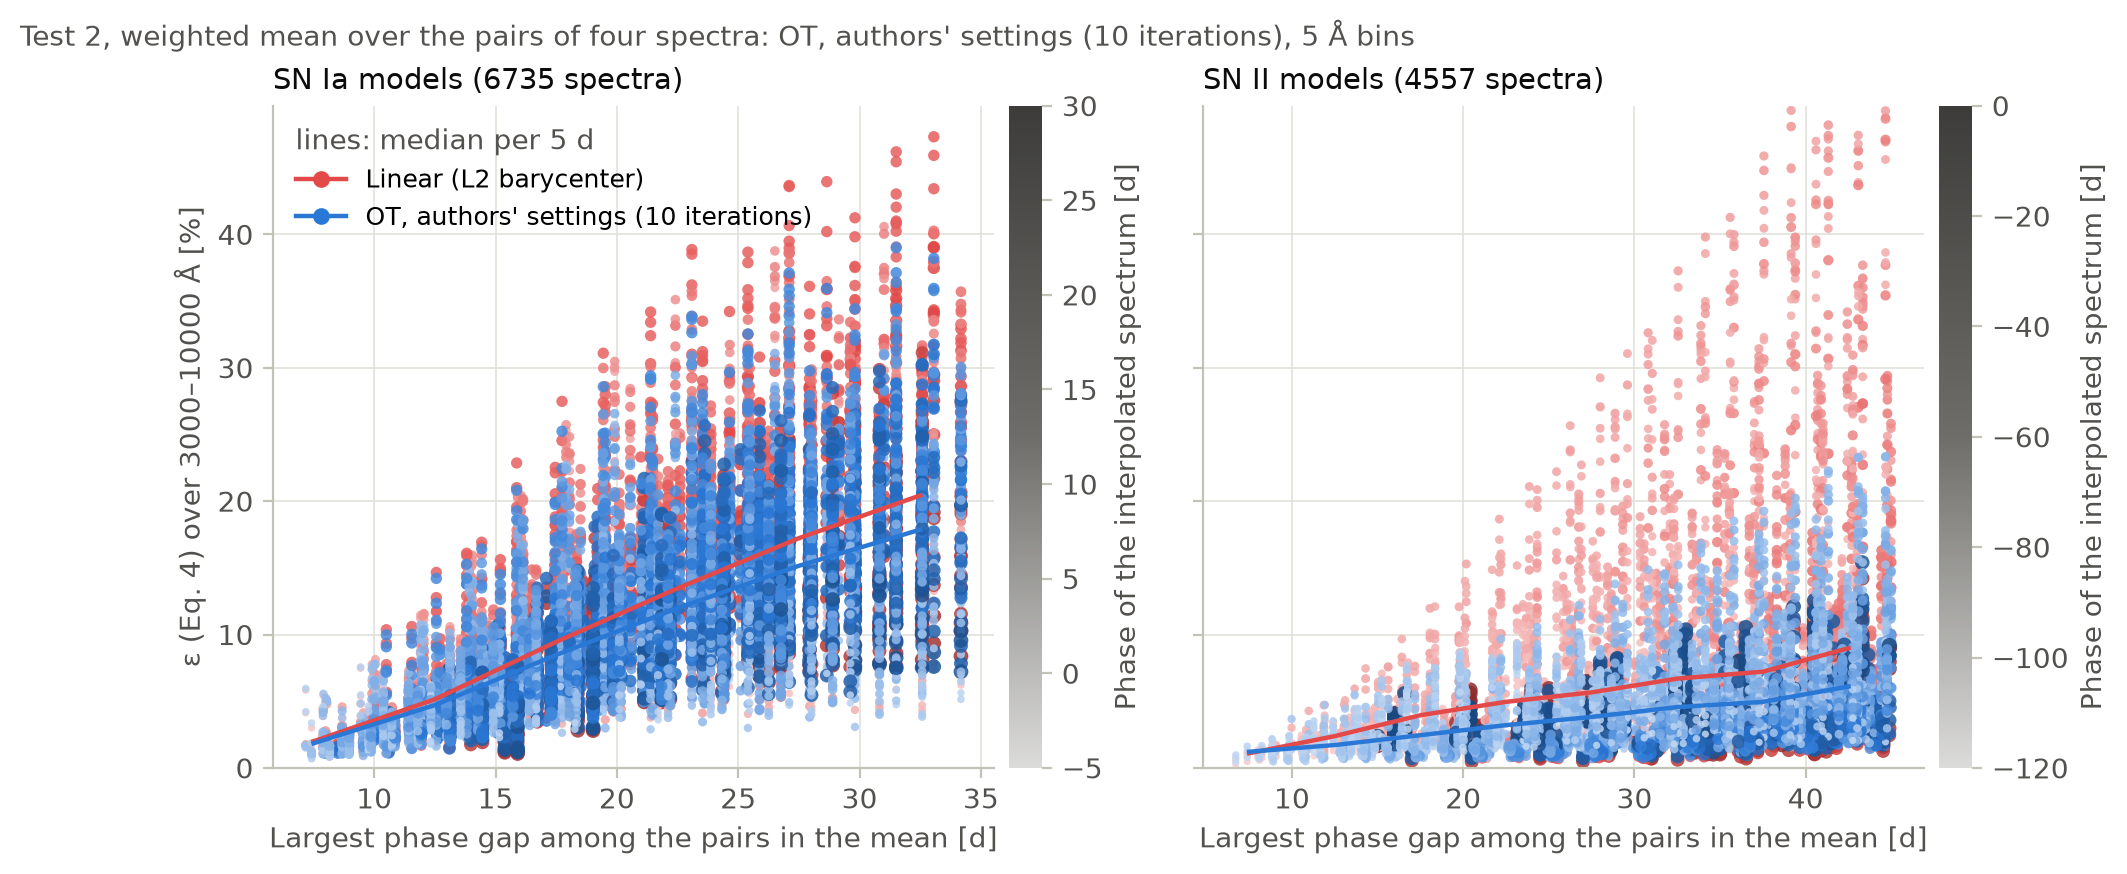 Test 2, weighted mean over the pairs of four spectra: OT, authors' settings (10 iterations), 5 Å bins
SN Ia models (6735 spectra)
lines: median per 5 d
Linear (L2 barycenter)
OT, authors' settings (10 iterations)
ε (Eq. 4) over 3000–10000 Å [%]
40
30
20
10
0
10
15
20
25
30
35
Largest phase gap among the pairs in the mean [d]
30
25
20
15
10
5
0
−5
Phase of the interpolated spectrum [d]
SN II models (4557 spectra)
10
20
30
40
Largest phase gap among the pairs in the mean [d]
0
−20
−40
−60
−80
−100
−120
Phase of the interpolated spectrum [d]